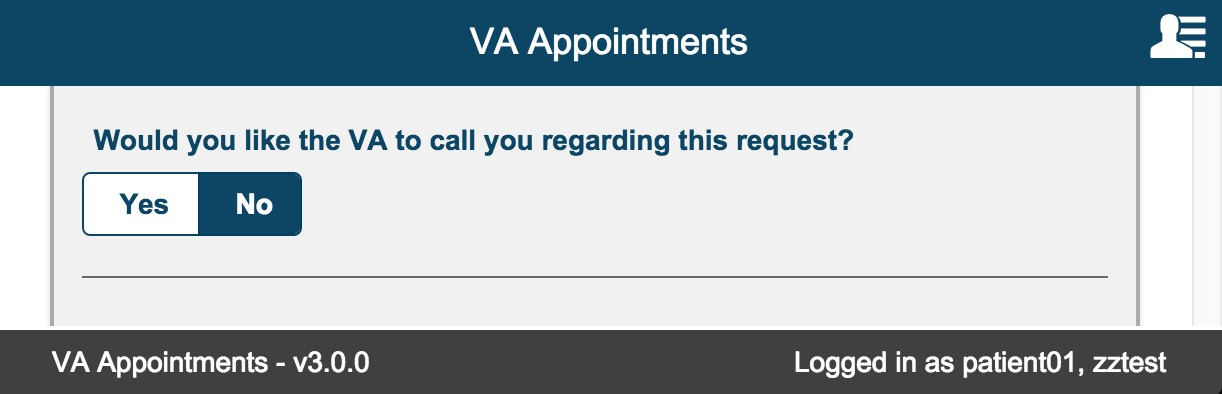 VA Appointments
Would you like the VA to call you regarding this request?
Yes No
VA Appointments - v3.0.0 Logged in as patient01, zztest